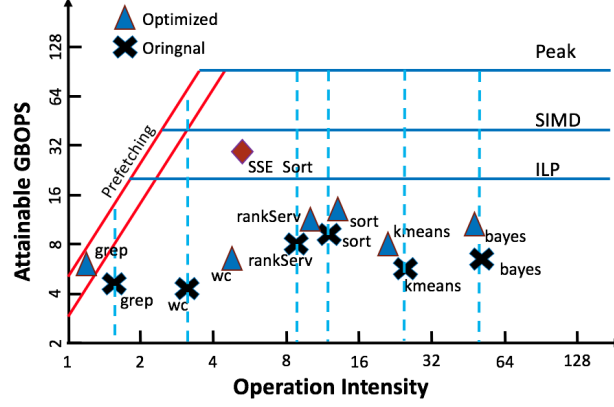 Optimized
Oringnal
128
64
32
16
8
4
2
Attainable GBOPS
Peak
SIMD
ILP
Prefetching
SSE Sort
rankServ
sort
kmeans
bayes
grep
wc
rankServ
sort
kmeans
bayes
grep
wc
1 2 4 8 16 32 64 128
Operation Intensity